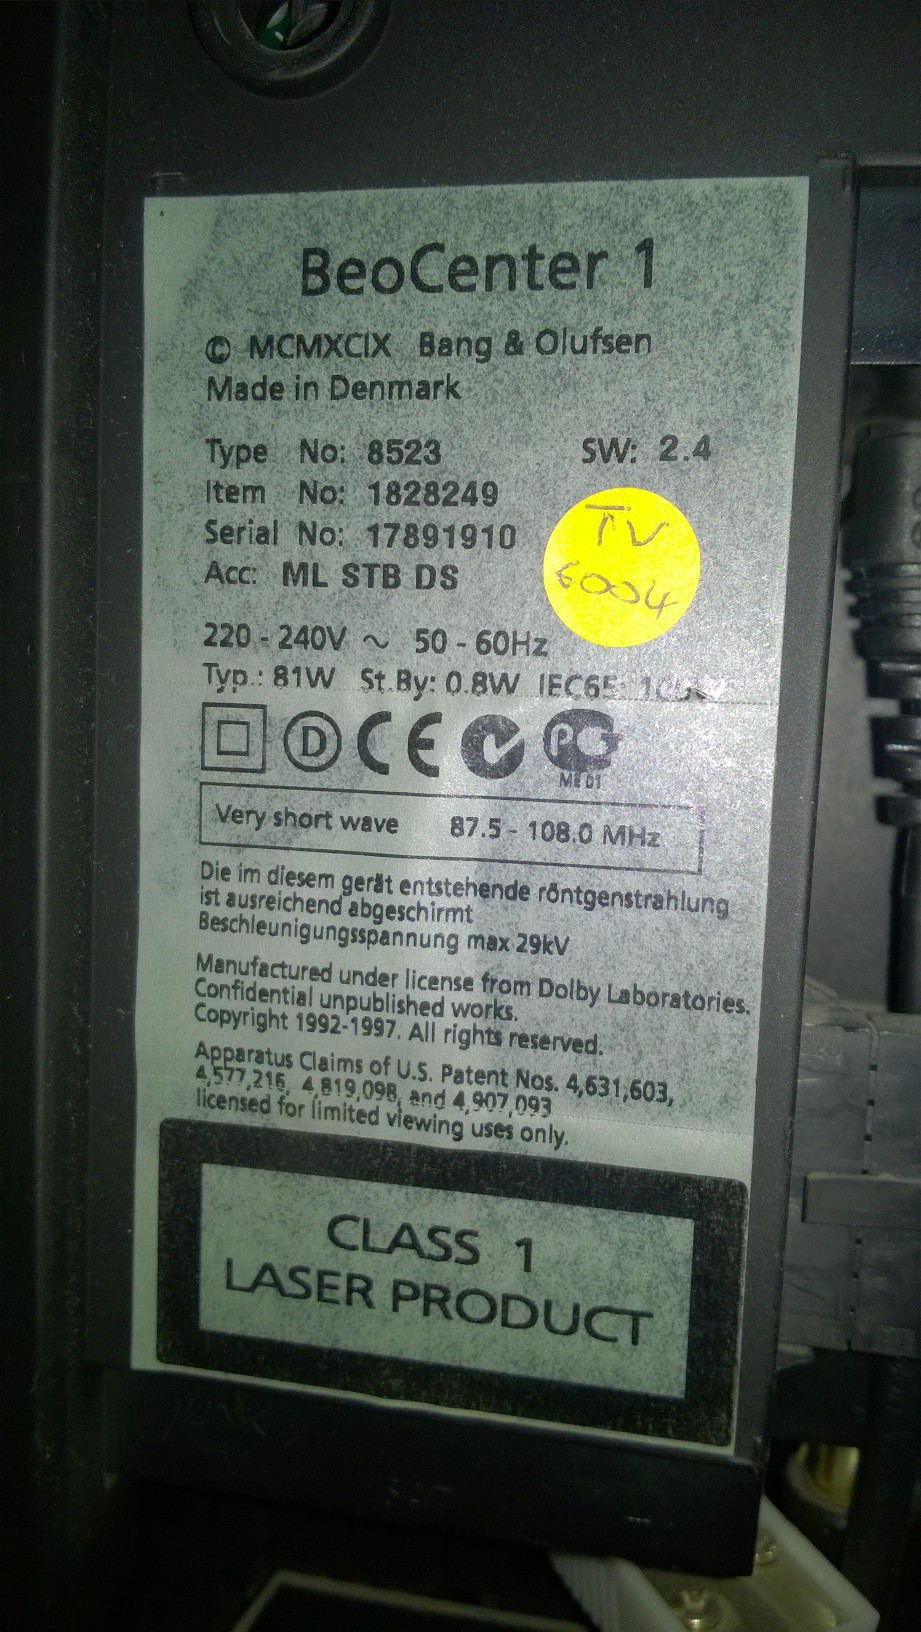 BeoCenter 1
© MCMXCIX Bang & Olufsen
Made in Denmark
Type No: 8523 SW: 2.4
Item No: 1828249
Serial No: 17891910
Acc: ML STB DS
TV
6004
220 - 240V ~ 50 - 60Hz
Typ.: 81W St.By: 0.8W IEC65:
D CE PG
ME 01
Very short wave 87.5 - 108.0 MHz
Die im diesem gerät entstehende röntgenstrahlung
ist ausreichend abgeschirmt
Beschleunigungsspannung max 29kV
Manufactured under license from Dolby Laboratories.
Confidential unpublished works.
Copyright 1992-1997. All rights reserved.
Apparatus Claims of U.S. Patent Nos. 4,631,603,
4,577,216, 4,819,098, and 4,907,093
licensed for limited viewing uses only.
CLASS 1
LASER PRODUCT